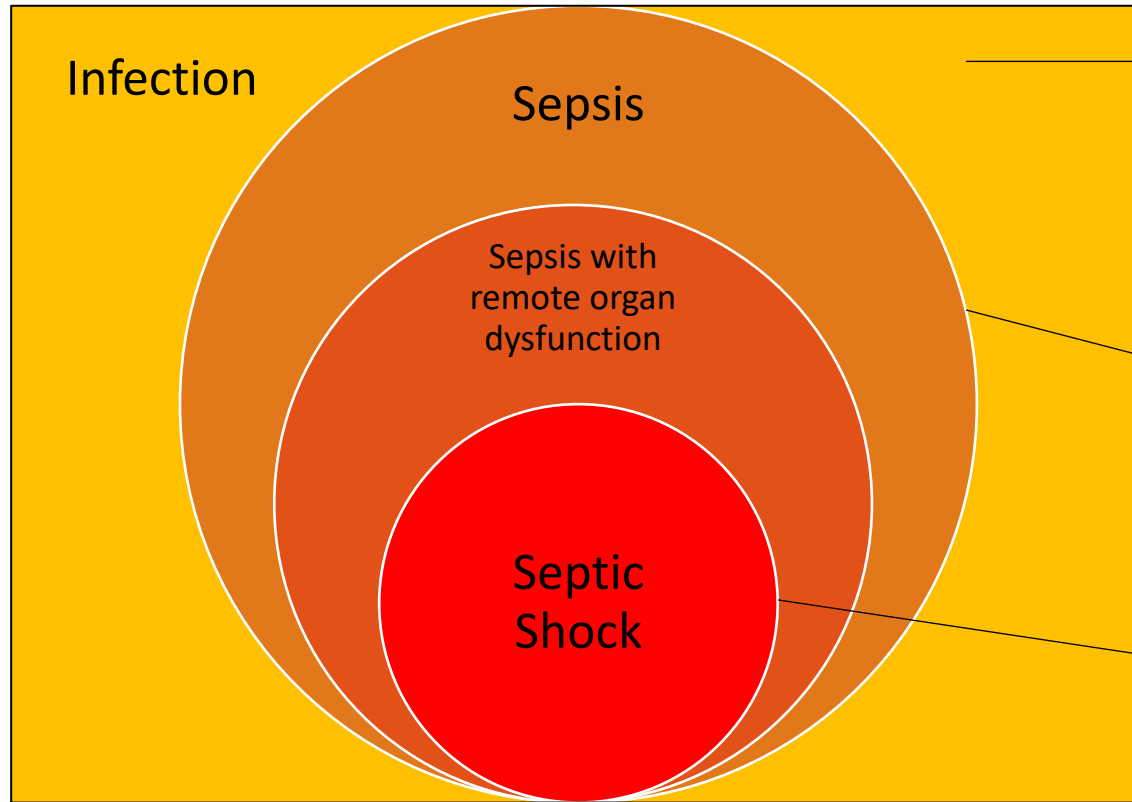 Infection
Sepsis
Sepsis with
remote organ
dysfunction
Septic
Shock